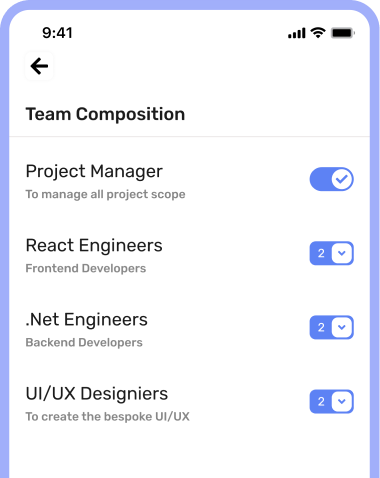 9:41
Team Composition
Project Manager
To manage all project scope
React Engineers
Frontend Developers
2
.Net Engineers
Backend Developers
2
UI/UX Designiers
To create the bespoke UI/UX
2